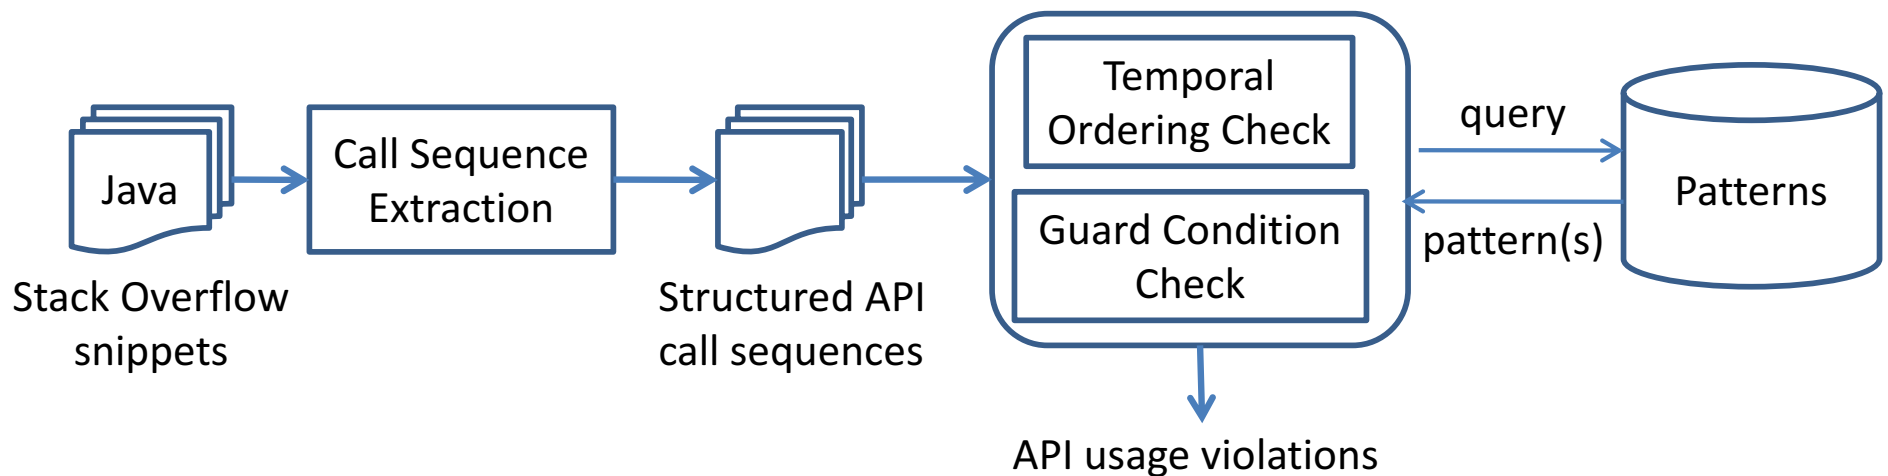 Java
Stack Overflow
snippets
Call Sequence
Extraction
Structured API
call sequences
Temporal
Ordering Check
Guard Condition
Check
API usage violations
query
pattern(s)
Patterns